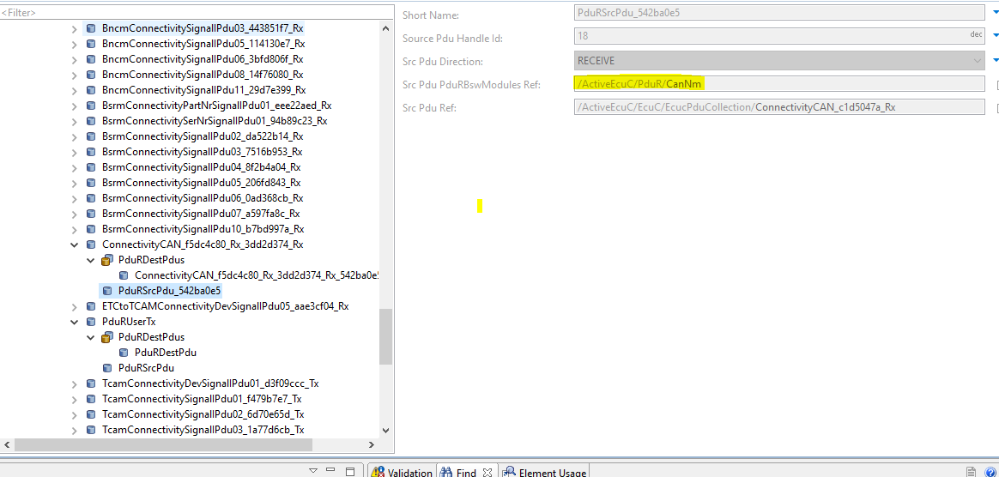 <Filter>
BncmConnectivitySignalIPdu03_443851f7_Rx
BncmConnectivitySignalIPdu05_114130e7_Rx
BncmConnectivitySignalIPdu06_3bfd806f_Rx
BncmConnectivitySignalIPdu08_14f76080_Rx
BncmConnectivitySignalIPdu11_29d7e399_Rx
BsrmConnectivityPartNrSignalIPdu01_eee22aed_Rx
BsrmConnectivitySerNrSignalIPdu01_94b89c23_Rx
BsrmConnectivitySignalIPdu02_da522b14_Rx
BsrmConnectivitySignalIPdu03_7516b953_Rx
BsrmConnectivitySignalIPdu04_8f2b4a04_Rx
BsrmConnectivitySignalIPdu05_206fd843_Rx
BsrmConnectivitySignalIPdu06_0ad368cb_Rx
BsrmConnectivitySignalIPdu07_a597fa8c_Rx
BsrmConnectivitySignalIPdu10_b7bd997a_Rx
ConnectivityCAN_f5dc4c80_Rx_3dd2d374_Rx
PduRDestPdus
ConnectivityCAN_f5dc4c80_Rx_3dd2d374_Rx_542ba0e5
PduRSrcPdu_542ba0e5
ETCtoTCAMConnectivityDevSignalIPdu05_aae3cf04_Rx
PduRUserTx
PduRDestPdus
PduRDestPdu
PduRSrcPdu
TcamConnectivityDevSignalIPdu01_d3f09ccc_Tx
TcamConnectivitySignalIPdu01_f479b7e7_Tx
TcamConnectivitySignalIPdu02_6d70e65d_Tx
TcamConnectivitySignalIPdu03_1a77d6cb_Tx
Short Name: PduRSrcPdu_542ba0e5
Source Pdu Handle Id: 18 dec
Src Pdu Direction: RECEIVE
Src Pdu PduRBswModules Ref: /ActiveEcuC/PduR/CanNm
Src Pdu Ref: /ActiveEcuC/EcuC/EcucPduCollection/ConnectivityCAN_c1d5047a_Rx
Validation Find Element Usage